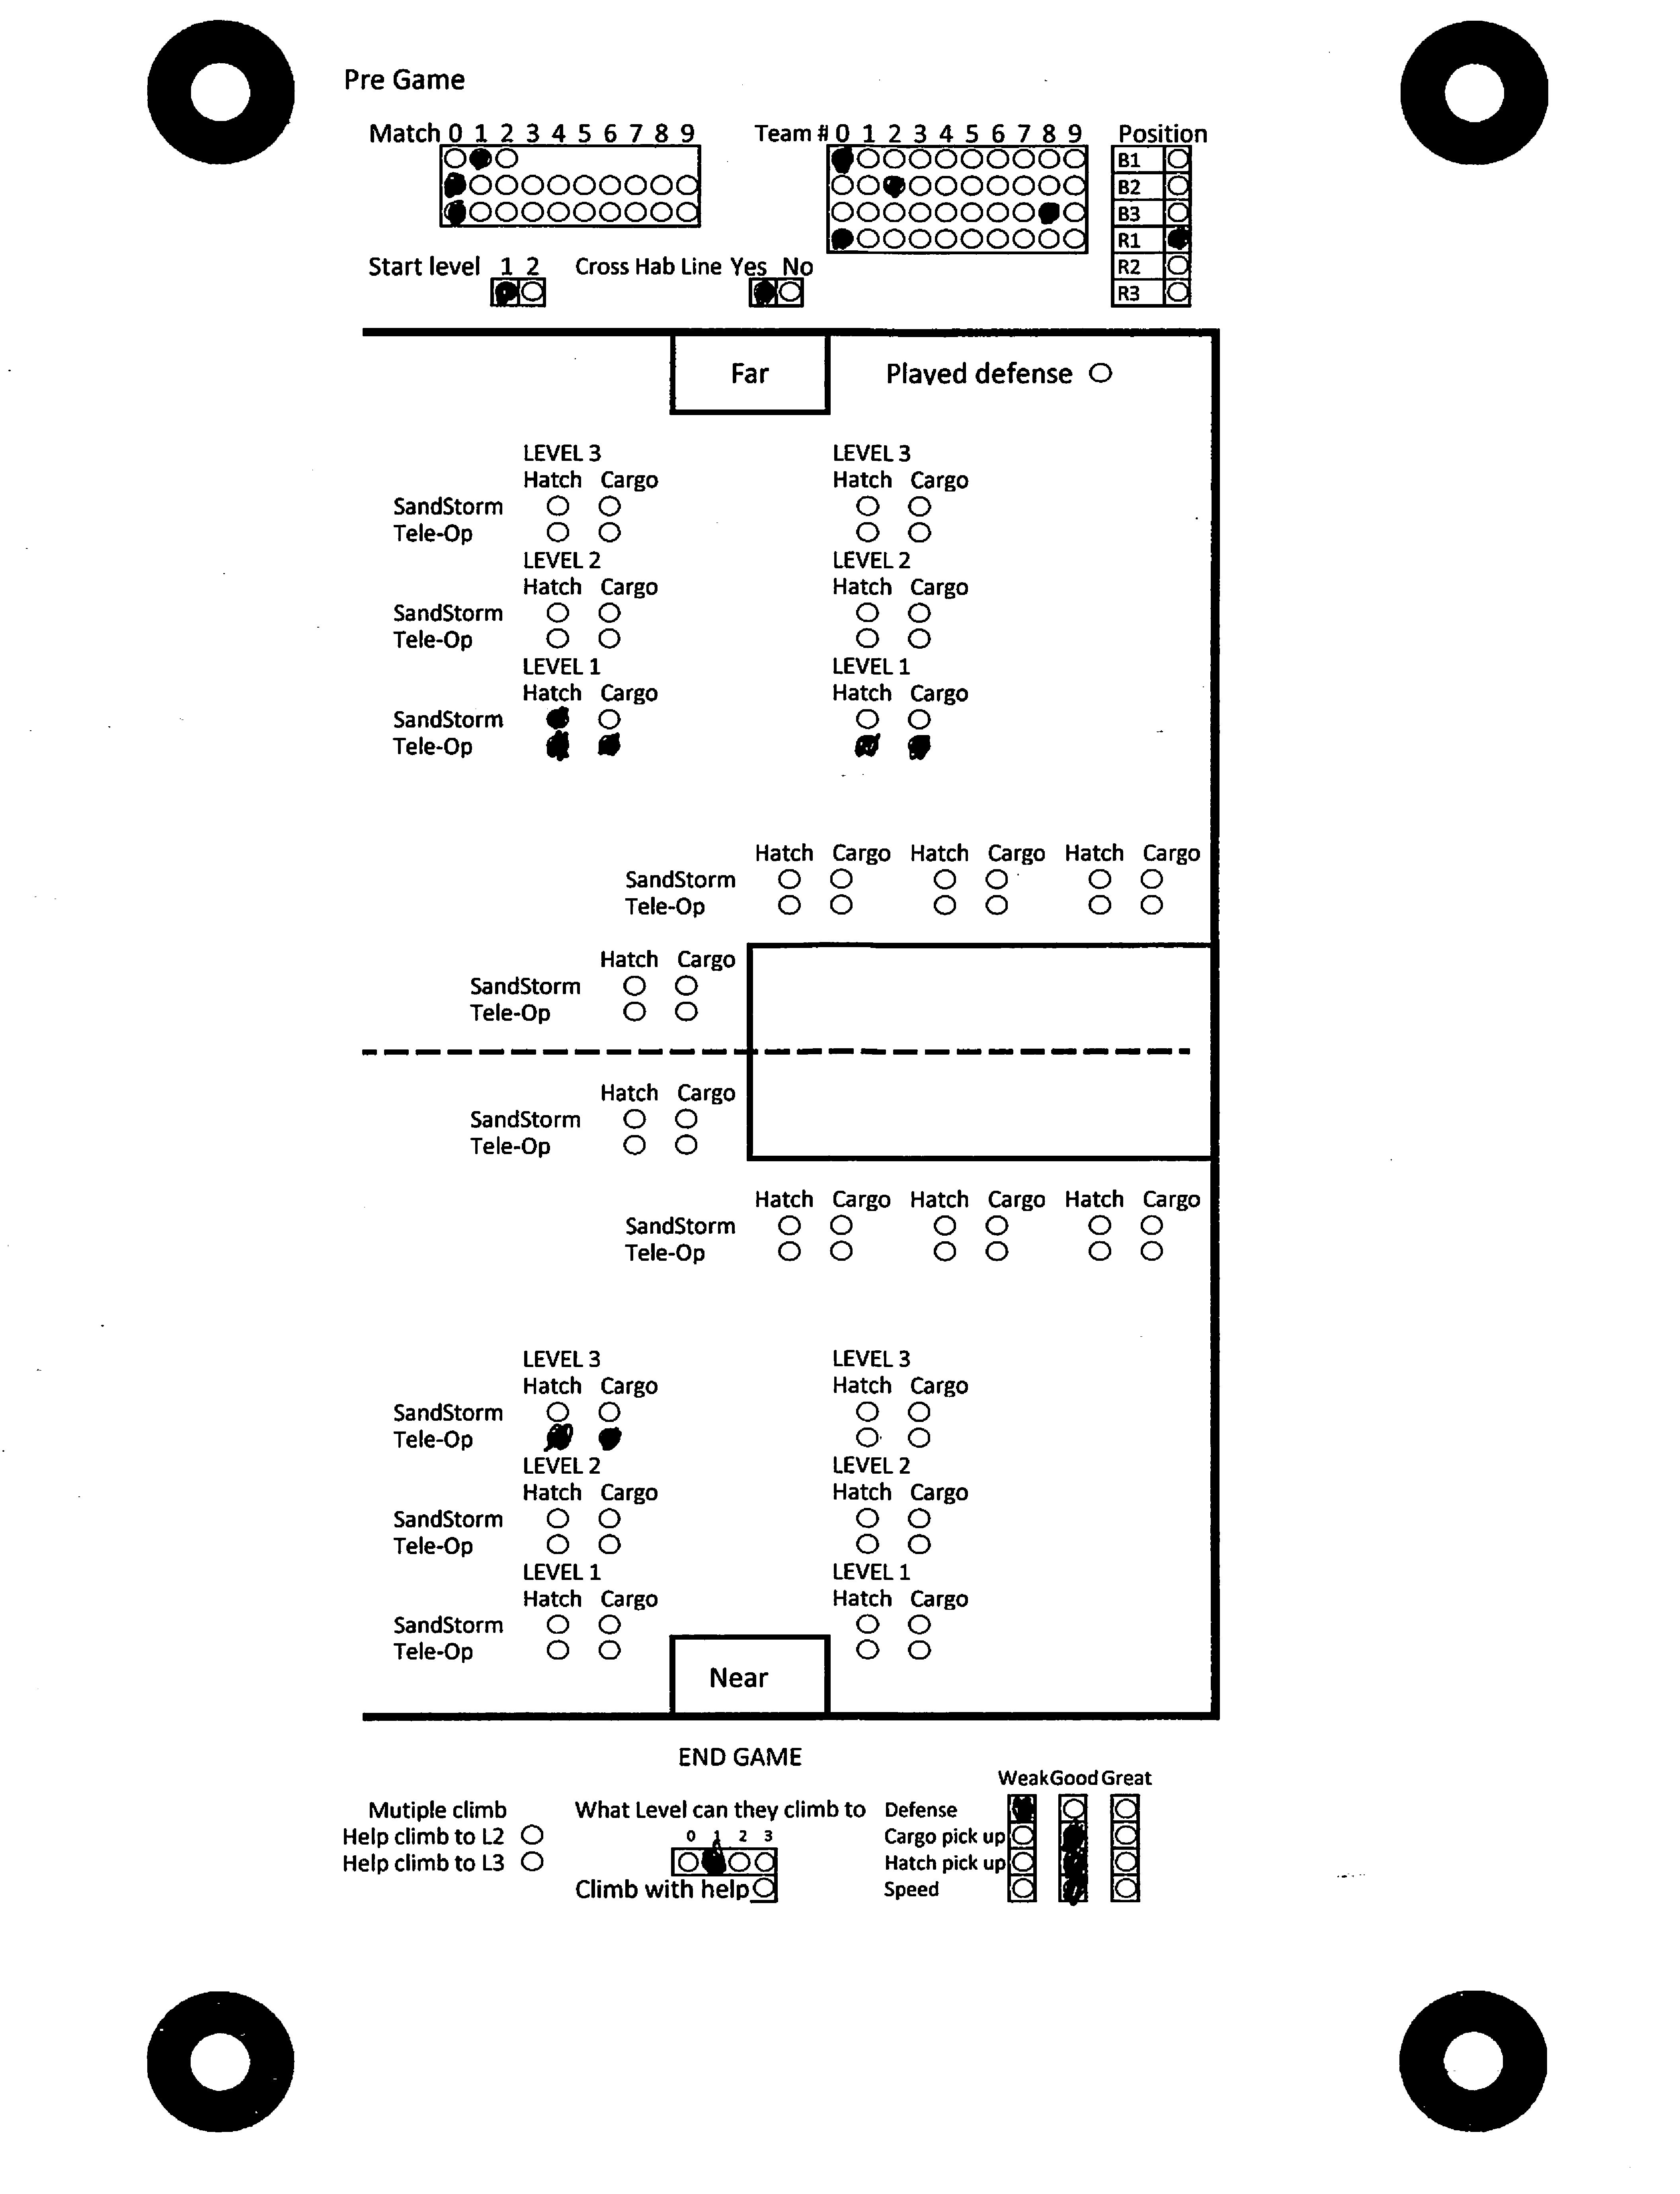 Pre Game
Match 0 1 2 3 4 5 6 7 8 9
Team # 0 1 2 3 4 5 6 7 8 9
Position
B1
B2
B3
R1
R2
R3
Start level 1 2
Cross Hab Line Yes No
Far
Played defense
LEVEL 3 LEVEL 3
Hatch Cargo Hatch Cargo
SandStorm
Tele-Op
LEVEL 2 LEVEL 2
Hatch Cargo Hatch Cargo
SandStorm
Tele-Op
LEVEL 1 LEVEL 1
Hatch Cargo Hatch Cargo
SandStorm
Tele-Op
Hatch Cargo Hatch Cargo Hatch Cargo
SandStorm
Tele-Op
Hatch Cargo
SandStorm
Tele-Op
Hatch Cargo
SandStorm
Tele-Op
Hatch Cargo Hatch Cargo Hatch Cargo
SandStorm
Tele-Op
LEVEL 3 LEVEL 3
Hatch Cargo Hatch Cargo
SandStorm
Tele-Op
LEVEL 2 LEVEL 2
Hatch Cargo Hatch Cargo
SandStorm
Tele-Op
LEVEL 1 LEVEL 1
Hatch Cargo Hatch Cargo
SandStorm
Tele-Op
Near
END GAME
Mutiple climb
Help climb to L2
Help climb to L3
What Level can they climb to
0 1 2 3
Climb with help
Weak Good Great
Defense
Cargo pick up
Hatch pick up
Speed